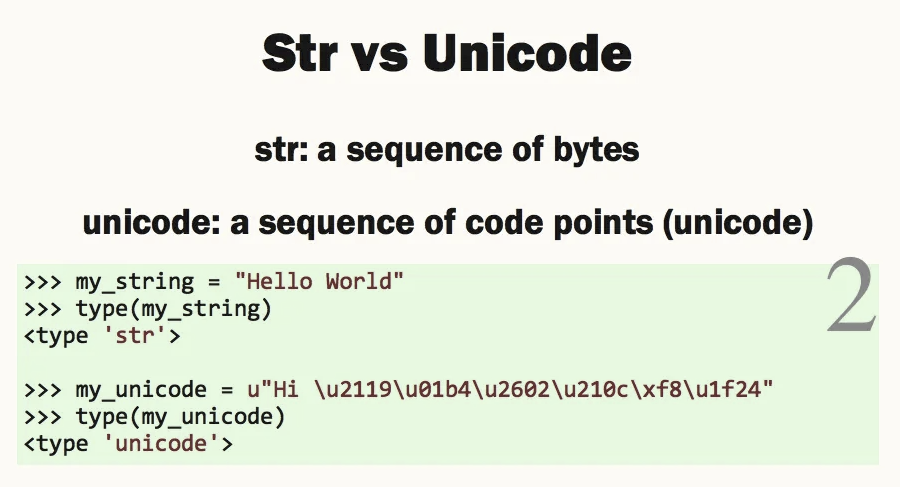 Str vs Unicode
str: a sequence of bytes
unicode: a sequence of code points (unicode)
2
>>> my_string = "Hello World"
>>> type(my_string)
<type 'str'>
>>> my_unicode = u"Hi \u2119\u01b4\u2602\u210c\xf8\u1f24"
>>> type(my_unicode)
<type 'unicode'>